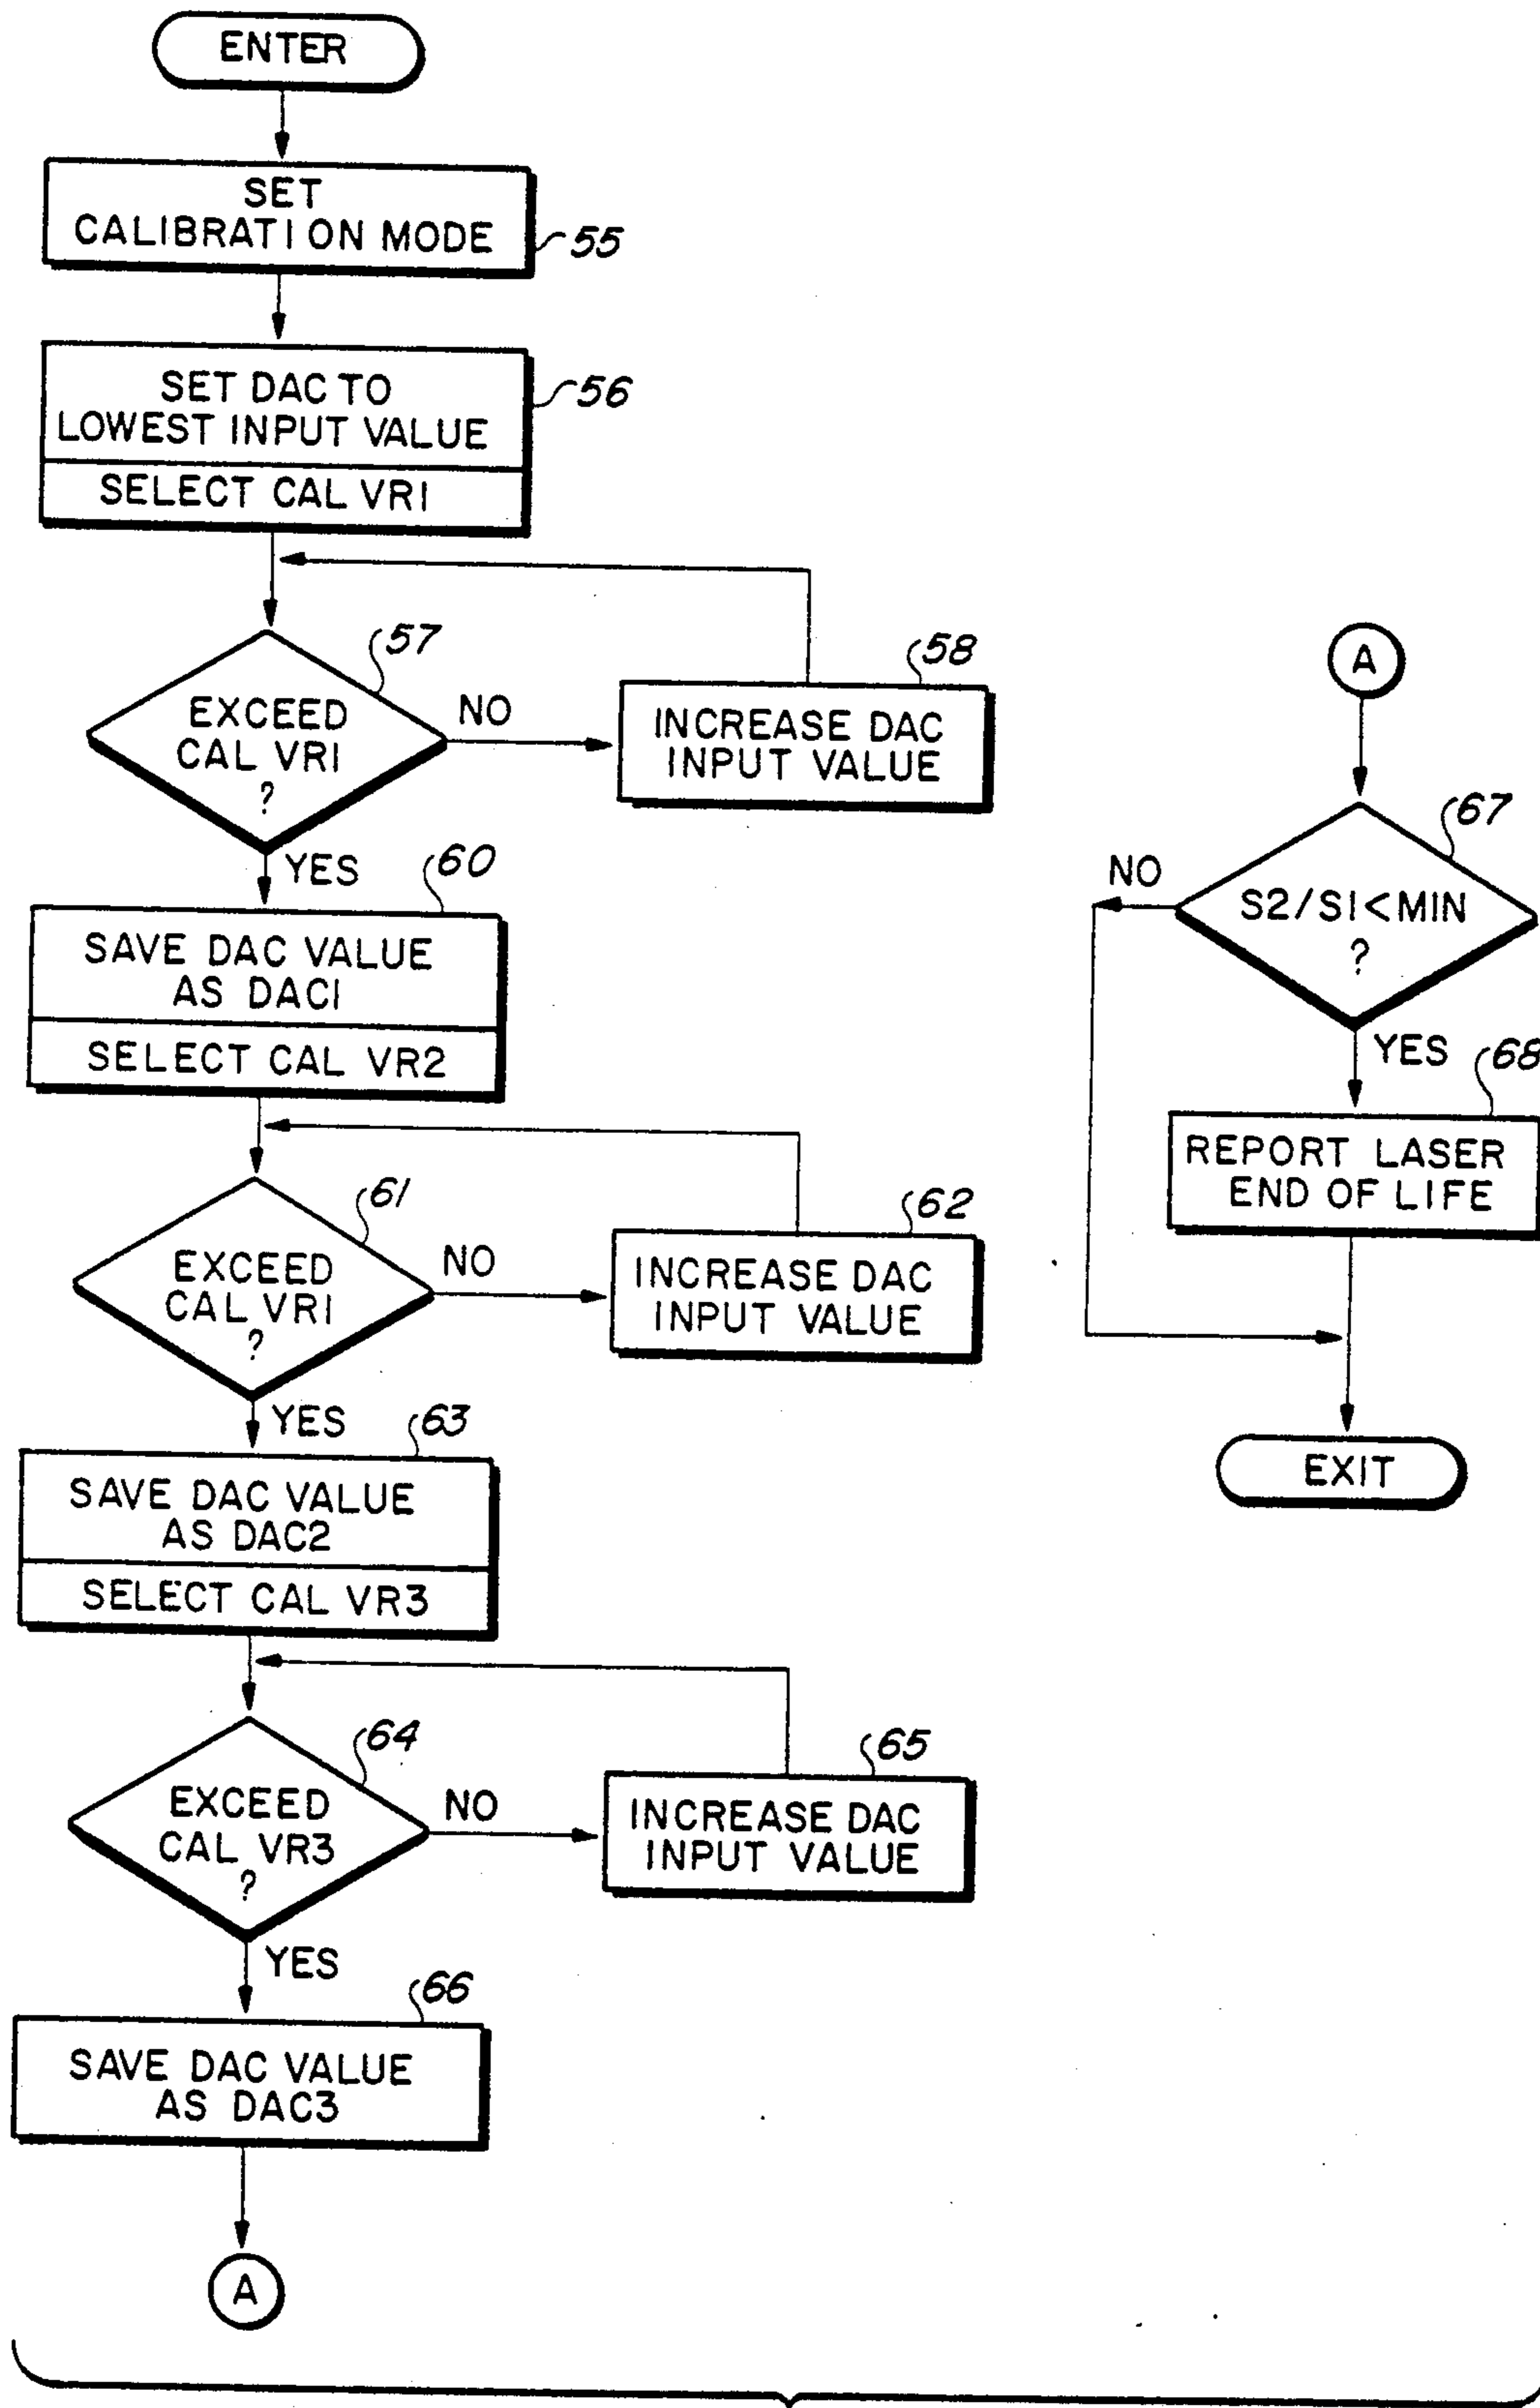 ENTER
SET
CALIBRATION MODE
55
SET DAC TO
LOWEST INPUT VALUE
SELECT CAL VR1
56
57
EXCEED
CAL VR1
?
NO
58
INCREASE DAC
INPUT VALUE
YES
60
SAVE DAC VALUE
AS DAC1
SELECT CAL VR2
61
EXCEED
CAL VR1
?
NO
62
INCREASE DAC
INPUT VALUE
YES
63
SAVE DAC VALUE
AS DAC2
SELECT CAL VR3
64
EXCEED
CAL VR3
?
NO
65
INCREASE DAC
INPUT VALUE
YES
66
SAVE DAC VALUE
AS DAC3
A
A
67
NO
S2/S1<MIN
?
YES
68
REPORT LASER
END OF LIFE
EXIT